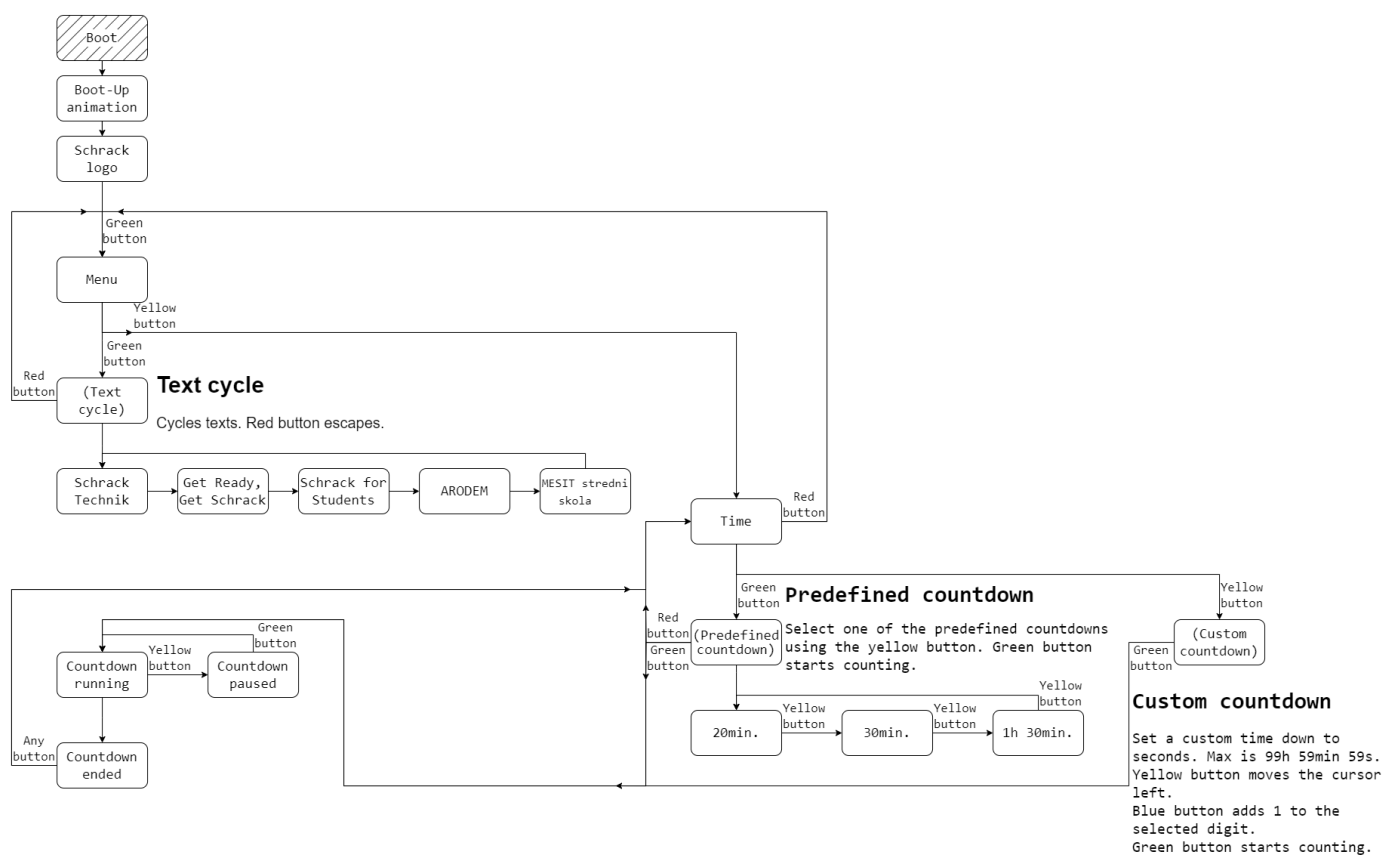 Boot
Boot-Up
animation
Schrack
logo
Green
button
Menu
Yellow
button
Green
button
Red
button
(Text
cycle)
Text cycle
Cycles texts. Red button escapes.
Schrack
Technik
Get Ready,
Get Schrack
Schrack for
Students
ARODEM
MESIT stredni
skola
Time
Red
button
Green
button
Yellow
button
Predefined countdown
Select one of the predefined countdowns
using the yellow button. Green button
starts counting.
Red
button
Green
button
(Predefined
countdown)
(Custom
countdown)
Green
button
Green
button
Yellow
button
Countdown
running
Countdown
paused
Any
button
Countdown
ended
20min.
Yellow
button
30min.
Yellow
button
1h 30min.
Yellow
button
Custom countdown
Set a custom time down to
seconds. Max is 99h 59min 59s.
Yellow button moves the cursor
left.
Blue button adds 1 to the
selected digit.
Green button starts counting.